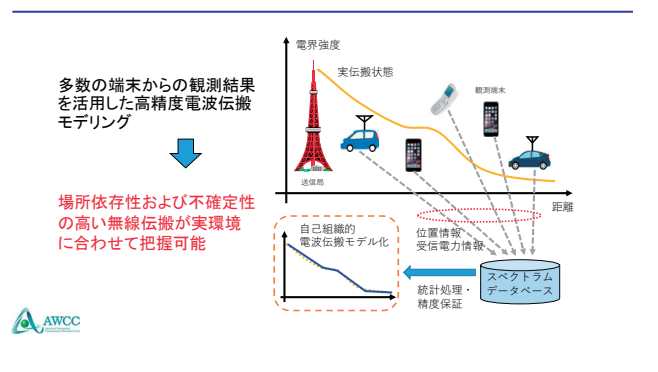 多数の端末からの観測結果
を活用した高精度電波伝搬
モデリング
場所依存性および不確定性
の高い無線伝搬が実環境
に合わせて把握可能
電界強度
実伝搬状態
観測端末
送信局
距離
位置情報
受信電力情報
自己組織的
電波伝搬モデル化
スペクトラム
データベース
統計処理・
精度保証
AWCC